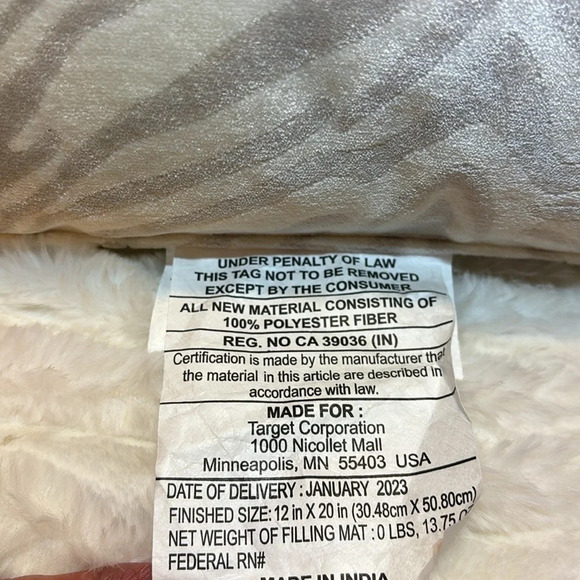 UNDER PENALTY OF LAW
THIS TAG NOT TO BE REMOVED
EXCEPT BY THE CONSUMER
ALL NEW MATERIAL CONSISTING OF
100% POLYESTER FIBER
REG. NO CA 39036 (IN)
Certification is made by the manufacturer that
the material in this article are described in
accordance with law.
MADE FOR :
Target Corporation
1000 Nicollet Mall
Minneapolis, MN 55403 USA
DATE OF DELIVERY : JANUARY 2023
FINISHED SIZE: 12 in X 20 in (30.48cm X 50.80cm)
NET WEIGHT OF FILLING MAT : 0 LBS, 13.75
FEDERAL RN#
MADE IN INDIA